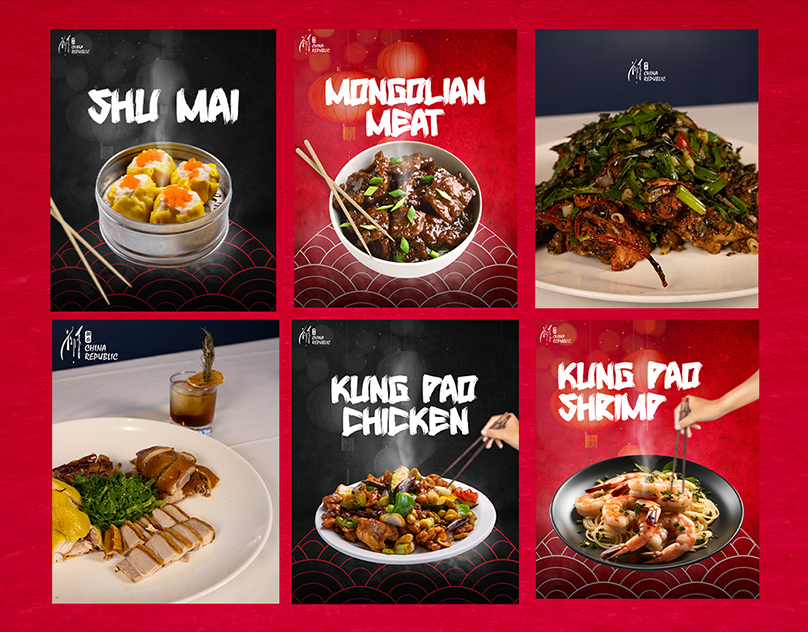 CHINA
REPUBLIC
SHU MAI
CHINA
REPUBLIC
MONGOLIAN
MEAT
CHINA
REPUBLIC
CHINA
REPUBLIC
CHINA
REPUBLIC
KUNG PAO
CHICKEN
CHINA
REPUBLIC
KUNG PAO
SHRIMP